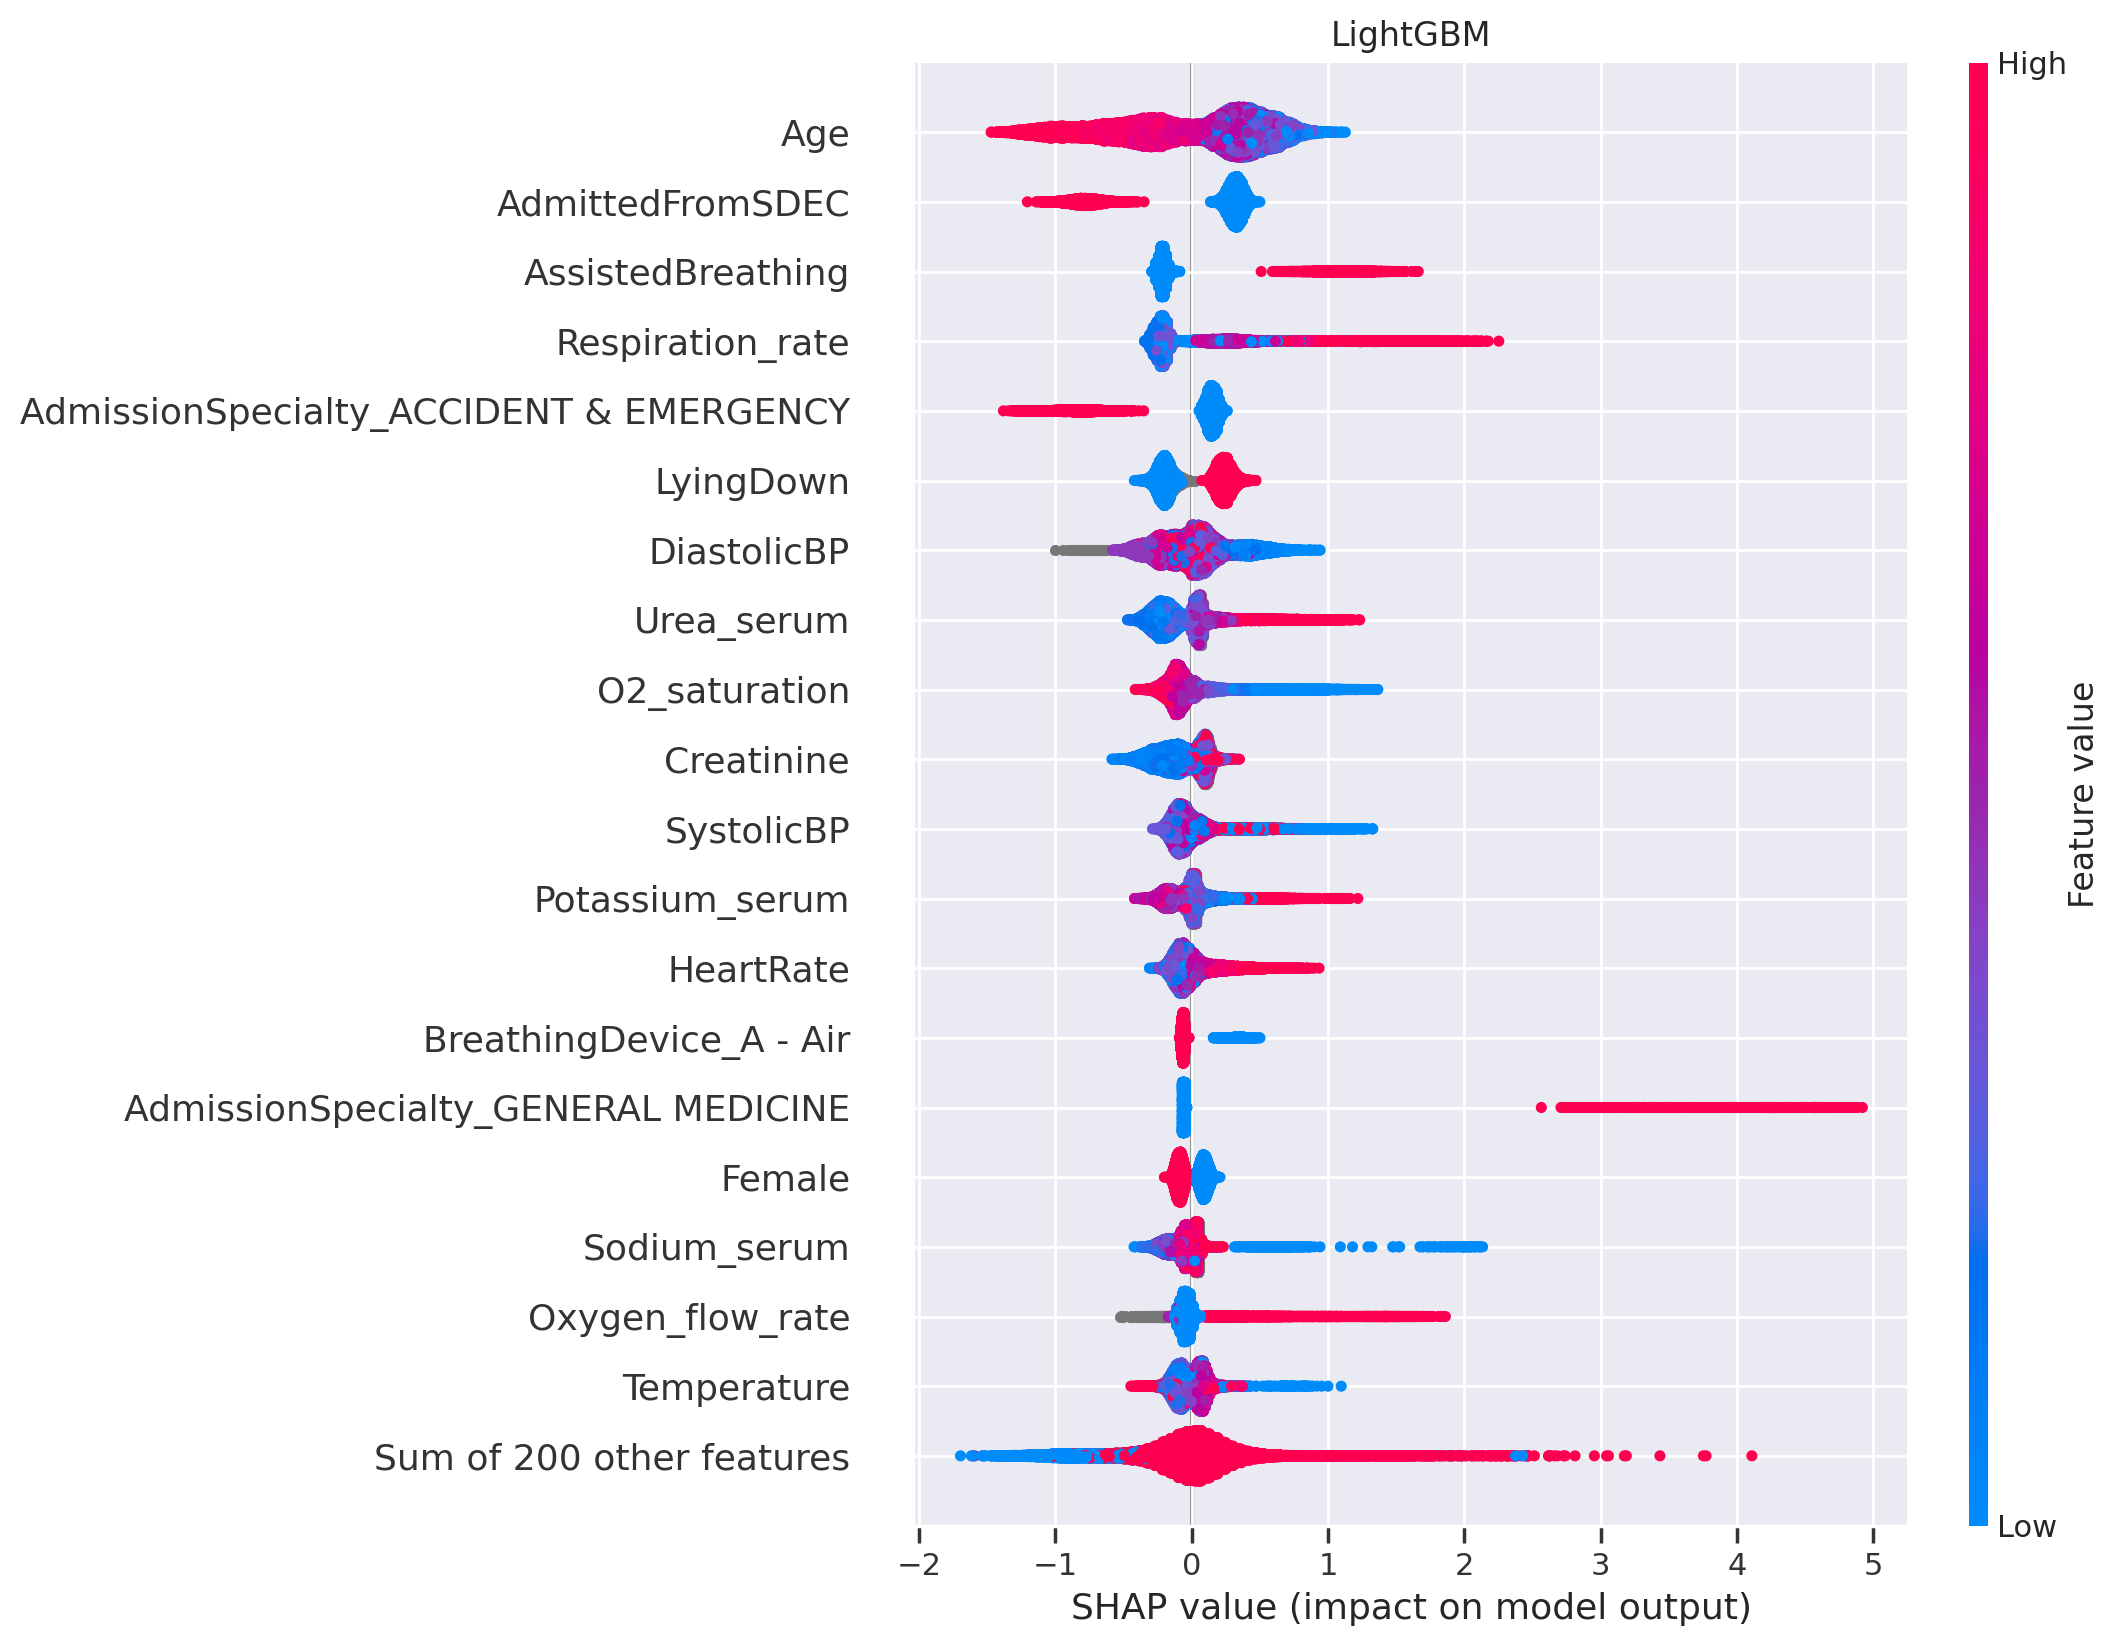 LightGBM
High
Age
AdmittedFromSDEC
AssistedBreathing
Respiration_rate
AdmissionSpecialty_ACCIDENT & EMERGENCY
LyingDown
DiastolicBP
Urea_serum
O2_saturation
Creatinine
SystolicBP
Potassium_serum
HeartRate
BreathingDevice_A - Air
AdmissionSpecialty_GENERAL MEDICINE
Female
Sodium_serum
Oxygen_flow_rate
Temperature
Sum of 200 other features
Feature value
Low
−2 −1 0 1 2 3 4 5
SHAP value (impact on model output)